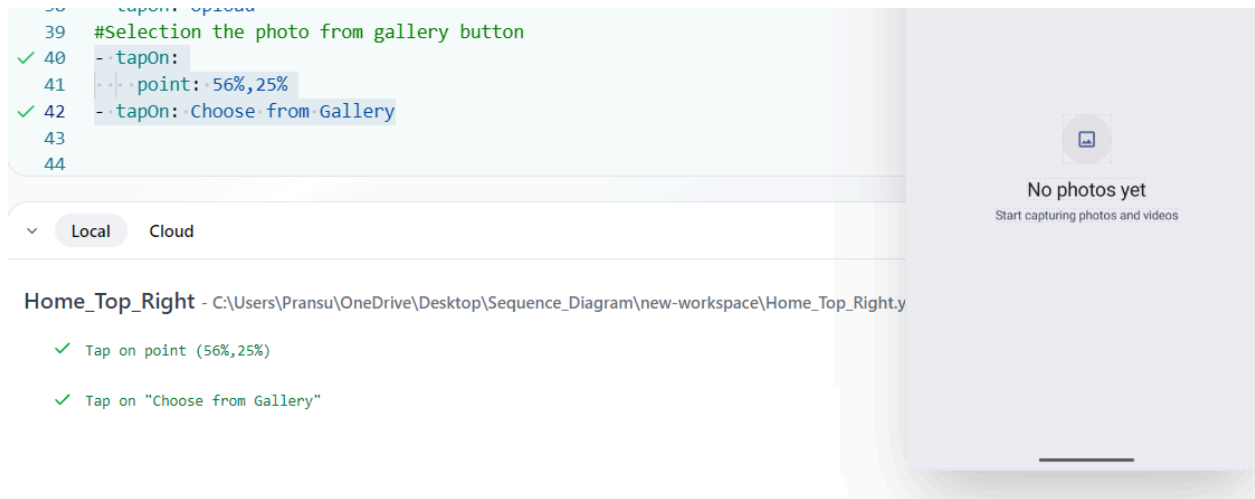 39 #Selection the photo from gallery button
40 - tapOn:
41 point: 56%,25%
42 - tapOn: Choose from Gallery
43
44
Local Cloud
Home_Top_Right - C:\Users\Pransu\OneDrive\Desktop\Sequence_Diagram\new-workspace\Home_Top_Right.y
Tap on point (56%,25%)
Tap on "Choose from Gallery"
No photos yet
Start capturing photos and videos